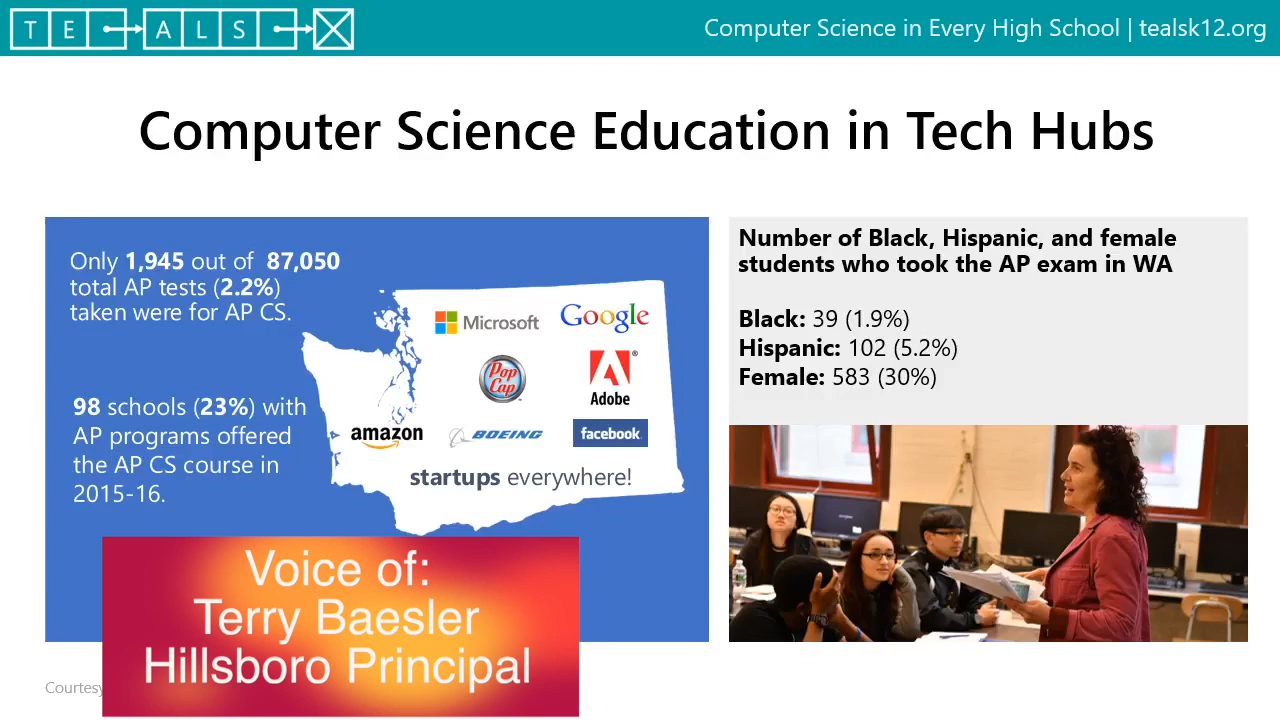 TEALS
Computer Science in Every High School | tealsk12.org
Computer Science Education in Tech Hubs
Only 1,945 out of 87,050
total AP tests (2.2%)
taken were for AP CS.
98 schools (23%) with
AP programs offered
the AP CS course in
2015-16.
Microsoft
Google
Pop
Cap
Adobe
amazon
BOEING
facebook
startups everywhere!
Number of Black, Hispanic, and female
students who took the AP exam in WA
Black: 39 (1.9%)
Hispanic: 102 (5.2%)
Female: 583 (30%)
Voice of:
Terry Baesler
Hillsboro Principal
Courtesy